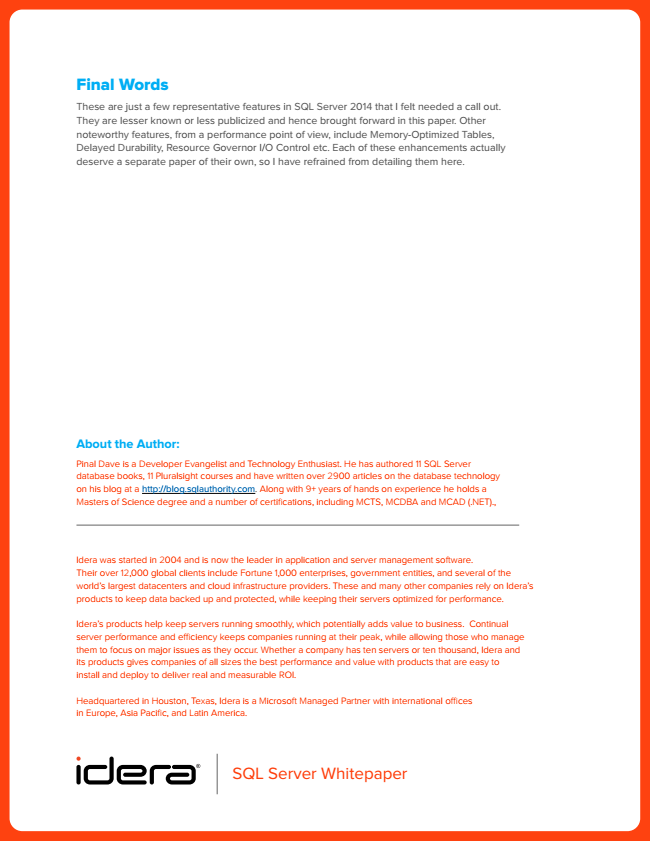 Final Words
These are just a few representative features in SQL Server 2014 that I felt needed a call out.
They are lesser known or less publicized and hence brought forward in this paper. Other
noteworthy features, from a performance point of view, include Memory-Optimized Tables,
Delayed Durability, Resource Governor I/O Control etc. Each of these enhancements actually
deserve a separate paper of their own, so I have refrained from detailing them here.
About the Author:
Pinal Dave is a Developer Evangelist and Technology Enthusiast. He has authored 11 SQL Server
database books, 11 Pluralsight courses and have written over 2900 articles on the database technology
on his blog at a http://blog.sqlauthority.com. Along with 9+ years of hands on experience he holds a
Masters of Science degree and a number of certifications, including MCTS, MCDBA and MCAD (.NET).,
Idera was started in 2004 and is now the leader in application and server management software.
Their over 12,000 global clients include Fortune 1,000 enterprises, government entities, and several of the
world's largest datacenters and cloud infrastructure providers. These and many other companies rely on Idera's
products to keep data backed up and protected, while keeping their servers optimized for performance.
Idera's products help keep servers running smoothly, which potentially adds value to business.  Continual
server performance and efficiency keeps companies running at their peak, while allowing those who manage
them to focus on major issues as they occur. Whether a company has ten servers or ten thousand, Idera and
its products gives companies of all sizes the best performance and value with products that are easy to
install and deploy to deliver real and measurable ROI.
Headquartered in Houston, Texas, Idera is a Microsoft Managed Partner with international offices
in Europe, Asia Pacific, and Latin America.
idera® | SQL Server Whitepaper